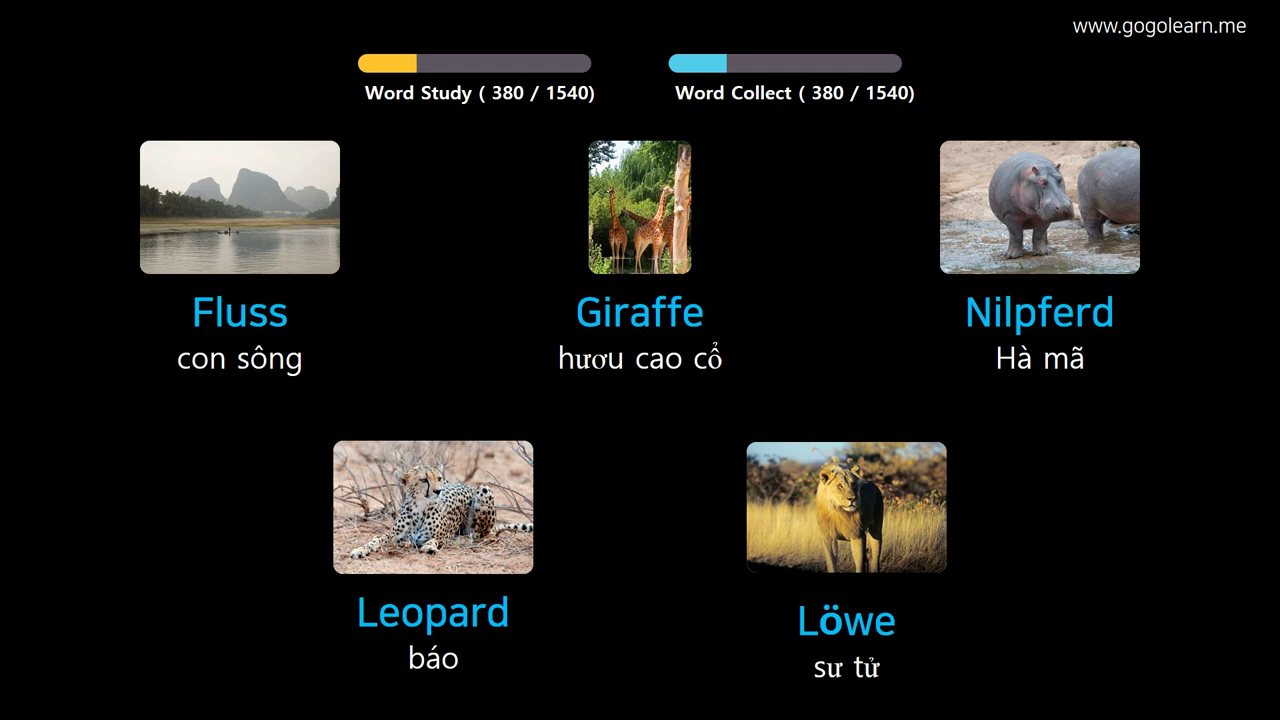 www.gogolearn.me
Word Study ( 380 / 1540)
Word Collect ( 380 / 1540)
Fluss
con sông
Giraffe
hươu cao cổ
Nilpferd
Hà mã
Leopard
báo
Löwe
sư tử